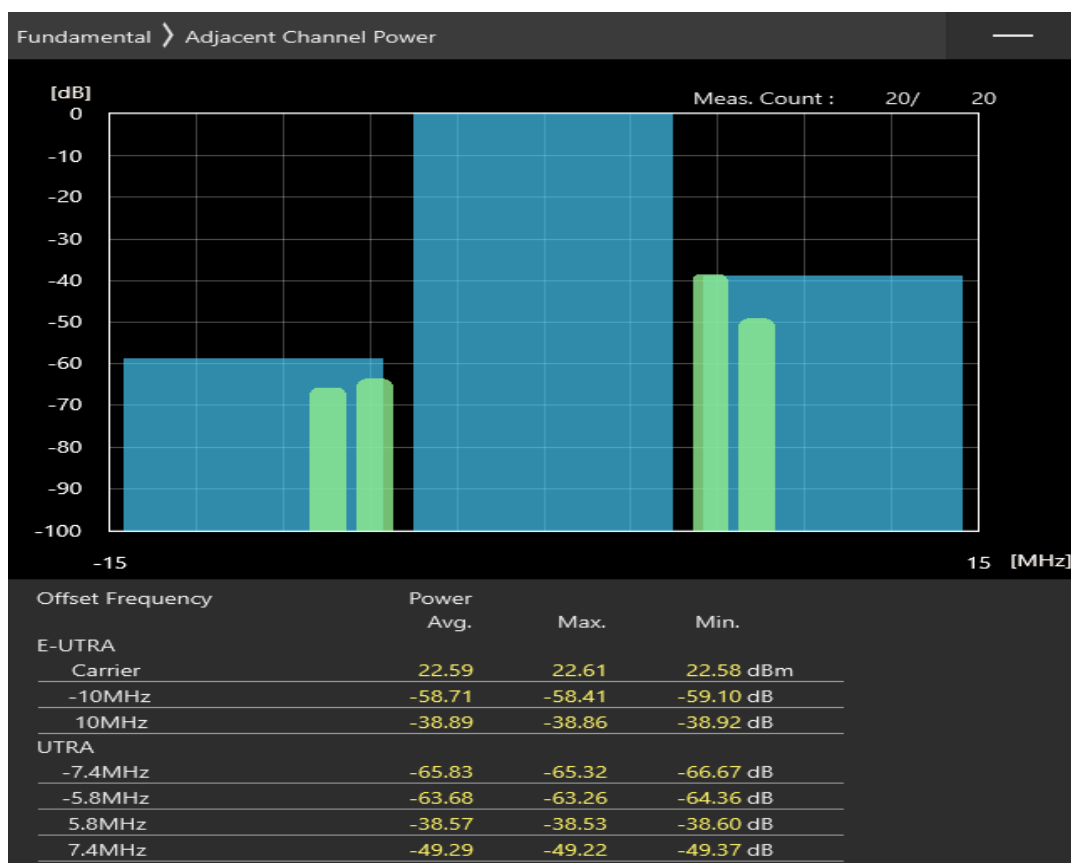 Fundamental ❭ Adjacent Channel Power
[dB]
Meas. Count : 20/ 20
0
-10
-20
-30
-40
-50
-60
-70
-80
-90
-100
-15 15 [MHz]
Offset Frequency Power
Avg. Max. Min.
E-UTRA
Carrier 22.59 22.61 22.58 dBm
-10MHz -58.71 -58.41 -59.10 dB
10MHz -38.89 -38.86 -38.92 dB
UTRA
-7.4MHz -65.83 -65.32 -66.67 dB
-5.8MHz -63.68 -63.26 -64.36 dB
5.8MHz -38.57 -38.53 -38.60 dB
7.4MHz -49.29 -49.22 -49.37 dB